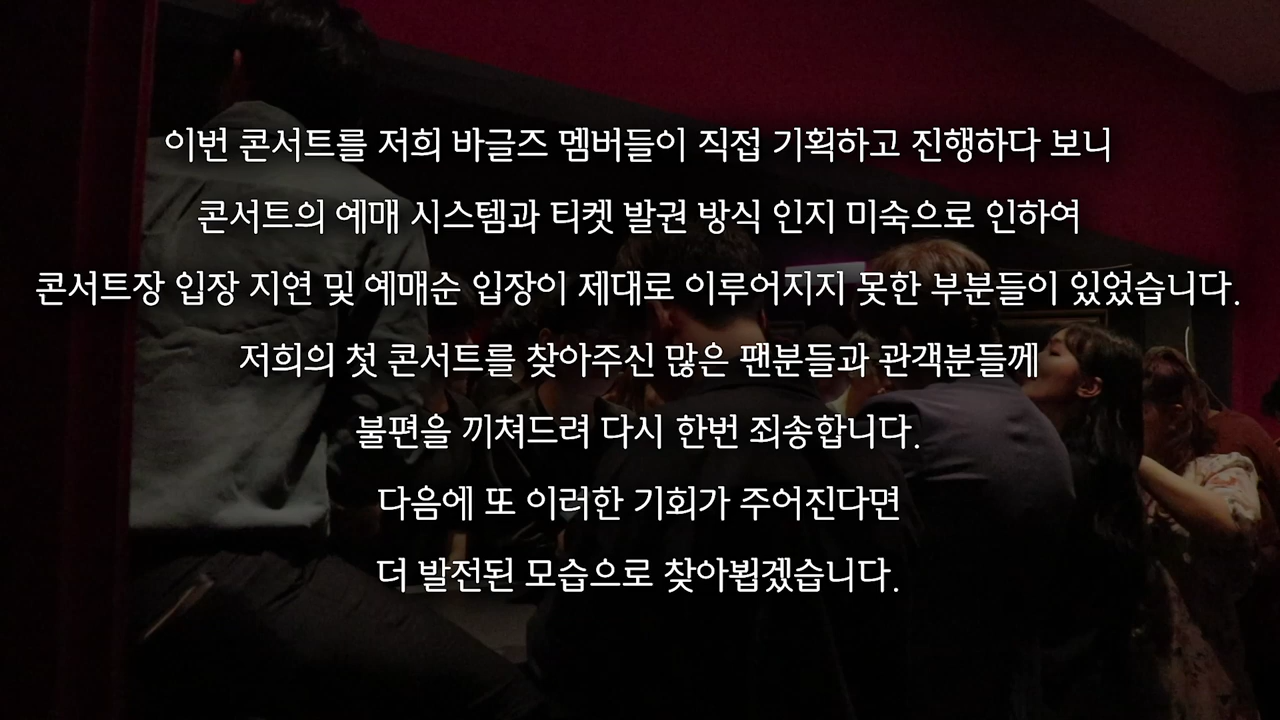 이번 콘서트를 저희 바글즈 멤버들이 직접 기획하고 진행하다 보니
콘서트의 예매 시스템과 티켓 발권 방식 인지 미숙으로 인하여
콘서트장 입장 지연 및 예매순 입장이 제대로 이루어지지 못한 부분들이 있었습니다.
저희의 첫 콘서트를 찾아주신 많은 팬분들과 관객분들께
불편을 끼쳐드려 다시 한번 죄송합니다.
다음에 또 이러한 기회가 주어진다면
더 발전된 모습으로 찾아뵙겠습니다.